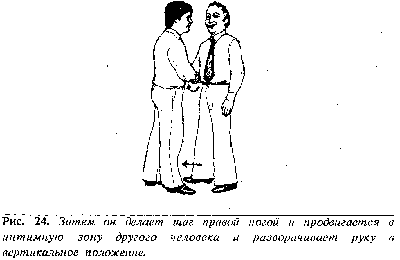 Рис. 24. Затем он делает шаг правой ногой и продвигается в
интимную зону другого человека и разворачивает руку в
вертикальное положение.